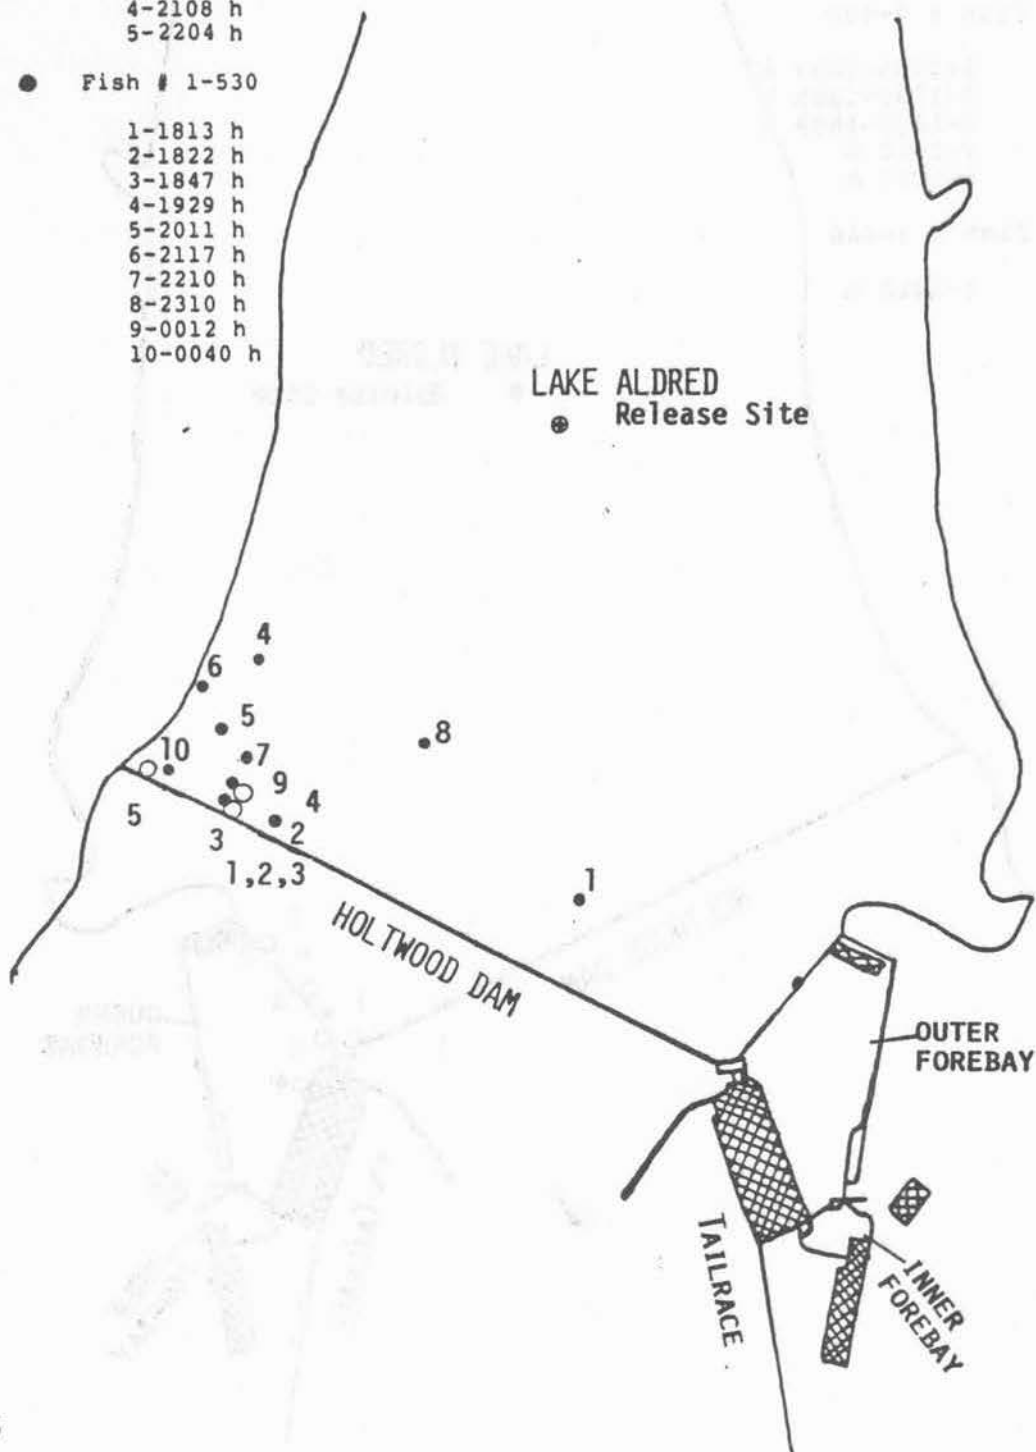 4-2108 h
5-2204 h
Fish # 1-530
1-1813 h
2-1822 h
3-1847 h
4-1929 h
5-2011 h
6-2117 h
7-2210 h
8-2310 h
9-0012 h
10-0040 h
LAKE ALDRED
Release Site
4
6
5
8
10
7
9
4
5
3
2
1,2,3
1
HOLTWOOD DAM
OUTER
FOREBAY
TAILRACE
INNER
FOREBAY